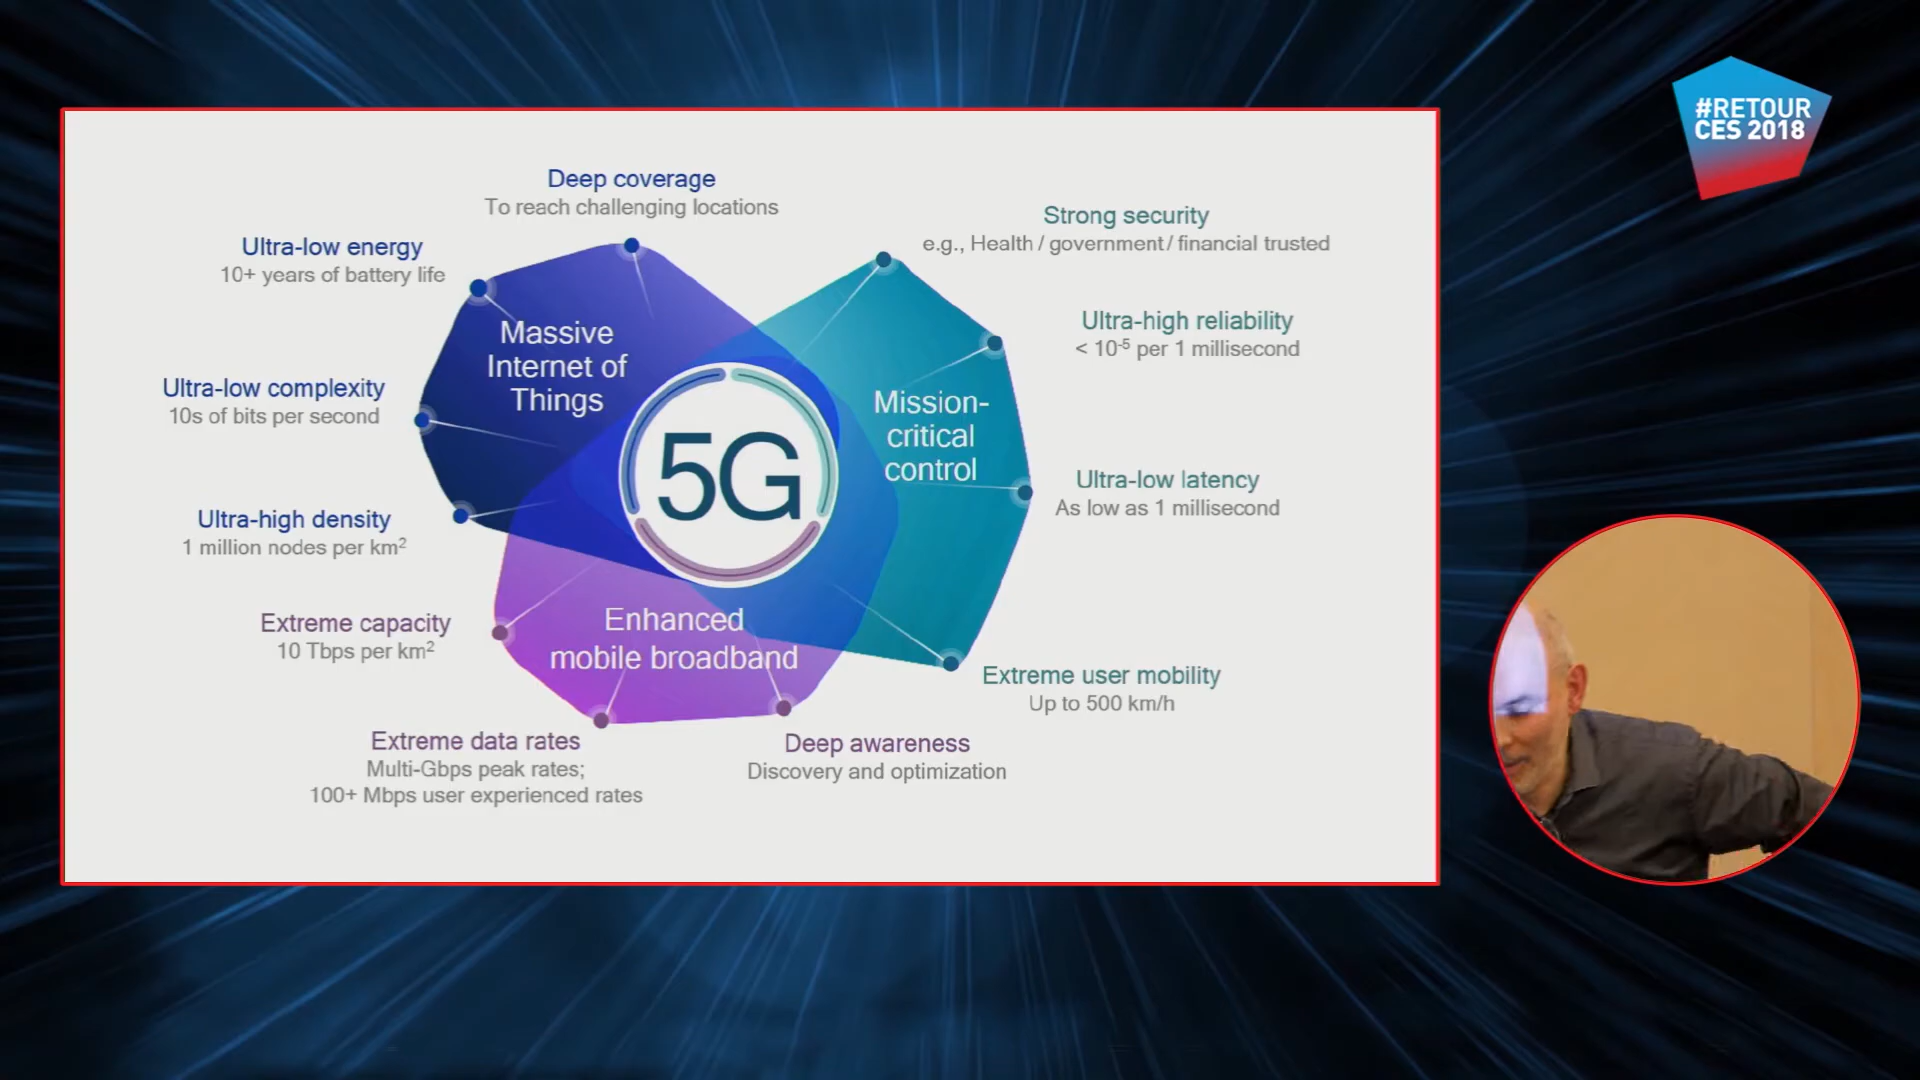 #RETOUR
CES 2018
Deep coverage
To reach challenging locations
Strong security
e.g., Health / government / financial trusted
Ultra-low energy
10+ years of battery life
Ultra-high reliability
< 10⁻⁵ per 1 millisecond
Massive
Internet of
Things
Ultra-low complexity
10s of bits per second
Mission-
critical
control
5G
Ultra-low latency
As low as 1 millisecond
Ultra-high density
1 million nodes per km²
Extreme capacity
10 Tbps per km²
Enhanced
mobile broadband
Extreme user mobility
Up to 500 km/h
Extreme data rates
Multi-Gbps peak rates;
100+ Mbps user experienced rates
Deep awareness
Discovery and optimization